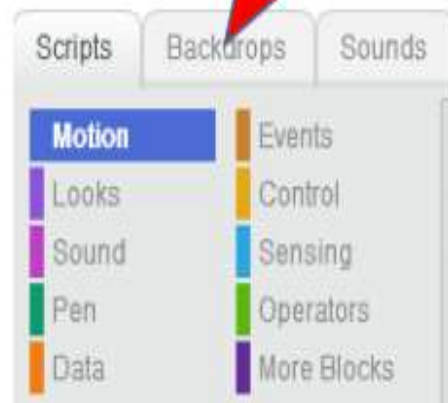 Scripts Backdrops Sounds
Motion Events
Looks Control
Sound Sensing
Pen Operators
Data More Blocks